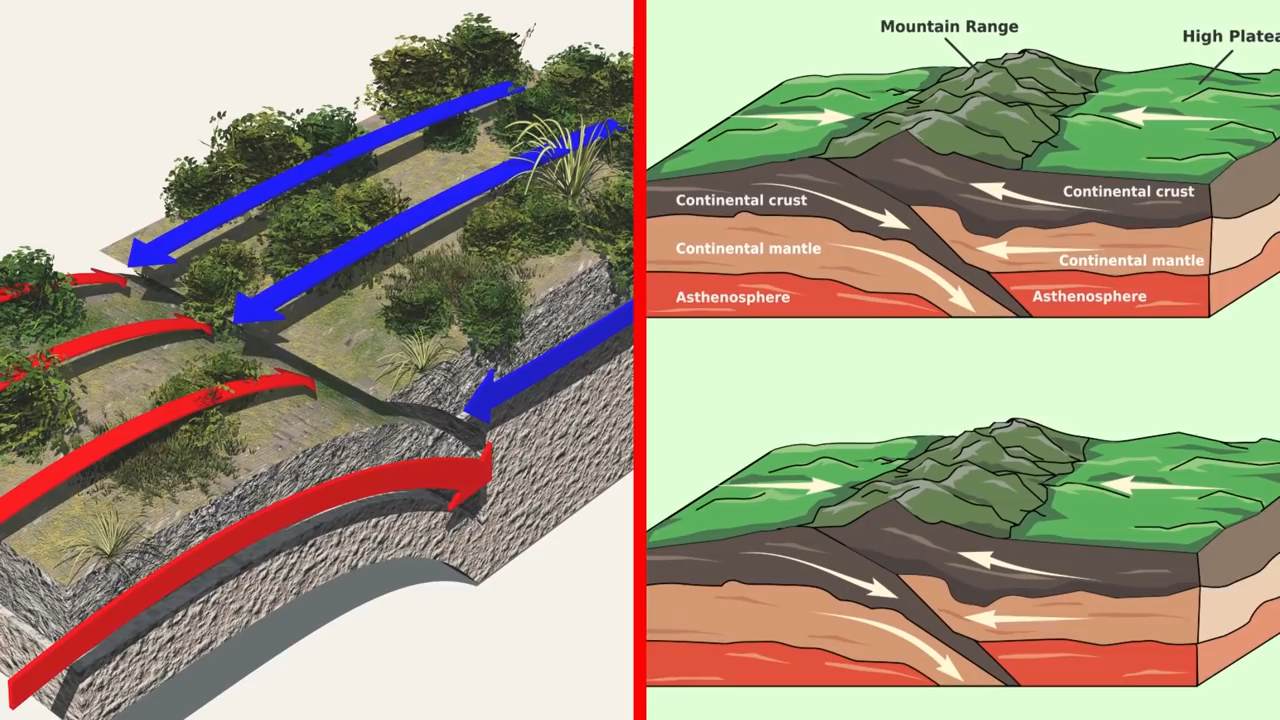 Mountain Range
High Platea
Continental crust
Continental crust
Continental mantle
Continental mantle
Asthenosphere
Asthenosphere